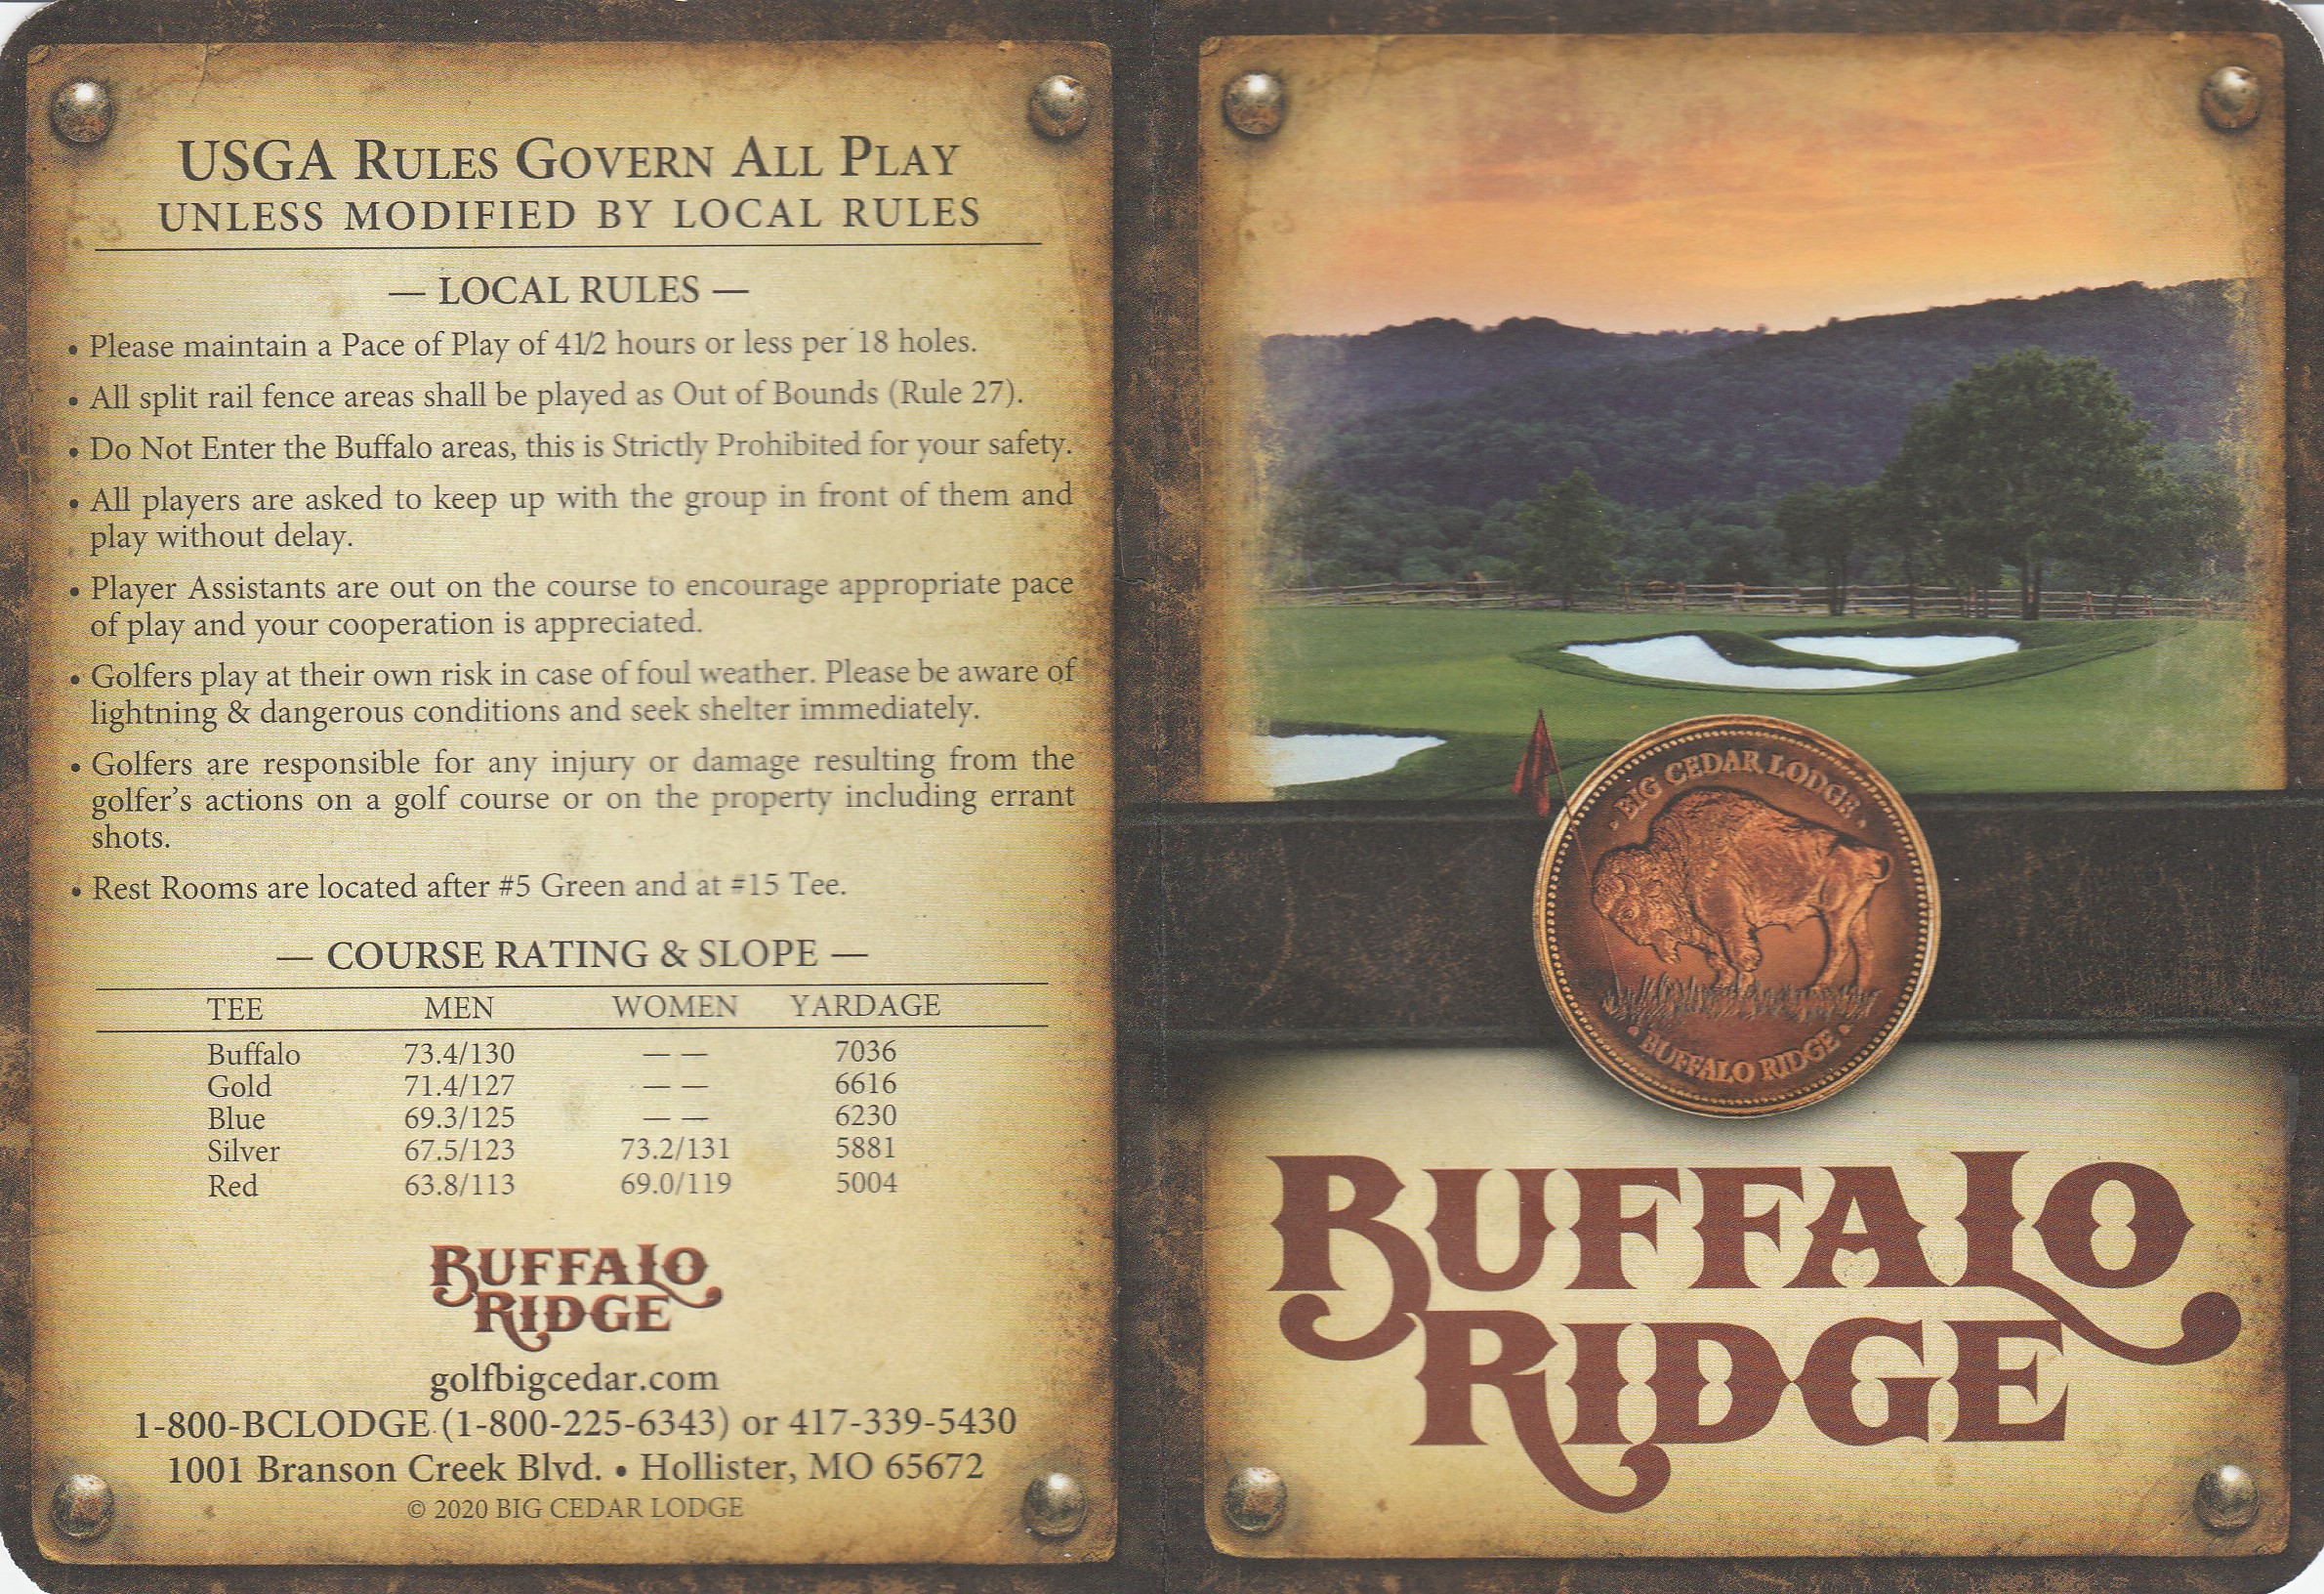 USGA RULES GOVERN ALL PLAY
UNLESS MODIFIED BY LOCAL RULES
— LOCAL RULES —
• Please maintain a Pace of Play of 41/2 hours or less per 18 holes.
• All split rail fence areas shall be played as Out of Bounds (Rule 27).
• Do Not Enter the Buffalo areas, this is Strictly Prohibited for your safety.
• All players are asked to keep up with the group in front of them and
play without delay.
• Player Assistants are out on the course to encourage appropriate pace
of play and your cooperation is appreciated.
• Golfers play at their own risk in case of foul weather. Please be aware of
lightning & dangerous conditions and seek shelter immediately.
• Golfers are responsible for any injury or damage resulting from the
golfer's actions on a golf course or on the property including errant
shots.
• Rest Rooms are located after #5 Green and at #15 Tee.
— COURSE RATING & SLOPE —
TEE MEN WOMEN YARDAGE
Buffalo 73.4/130 — — 7036
Gold 71.4/127 — — 6616
Blue 69.3/125 — — 6230
Silver 67.5/123 73.2/131 5881
Red 63.8/113 69.0/119 5004
BUFFALO
RIDGE
golfbigcedar.com
1-800-BCLODGE (1-800-225-6343) or 417-339-5430
1001 Branson Creek Blvd. • Hollister, MO 65672
© 2020 BIG CEDAR LODGE
• BIG CEDAR LODGE •
• BUFFALO RIDGE •
BUFFALO
RIDGE